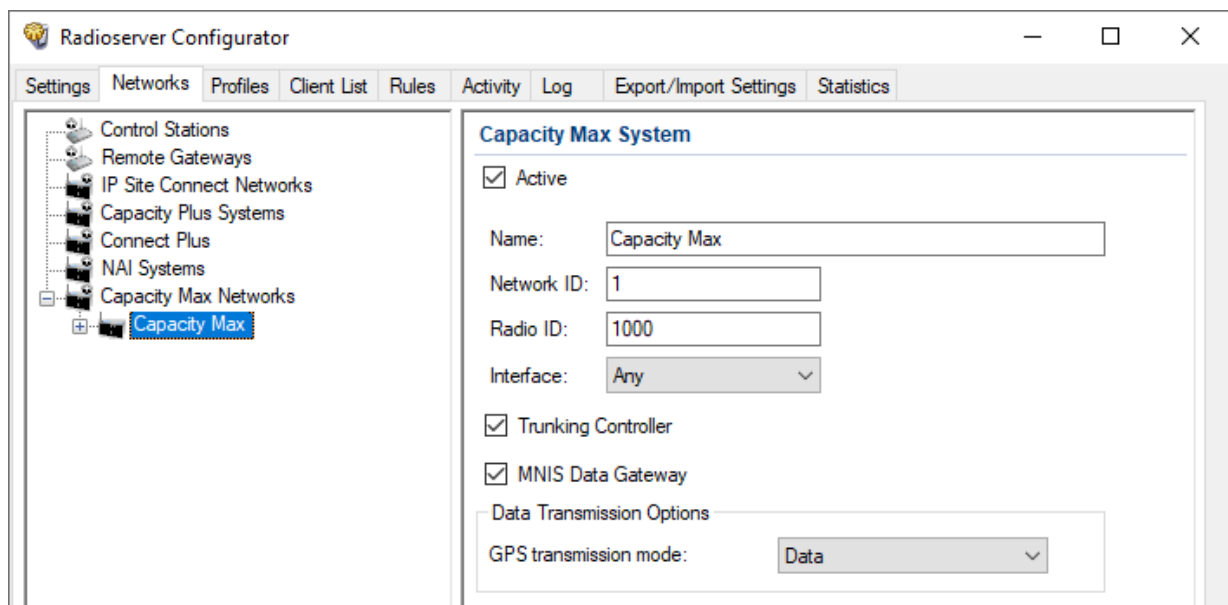 Radioserver Configurator
Settings Networks Profiles Client List Rules Activity Log Export/Import Settings Statistics
Control Stations
Remote Gateways
IP Site Connect Networks
Capacity Plus Systems
Connect Plus
NAI Systems
Capacity Max Networks
Capacity Max
Capacity Max System
Active
Name: Capacity Max
Network ID: 1
Radio ID: 1000
Interface: Any
Trunking Controller
MNIS Data Gateway
Data Transmission Options
GPS transmission mode: Data